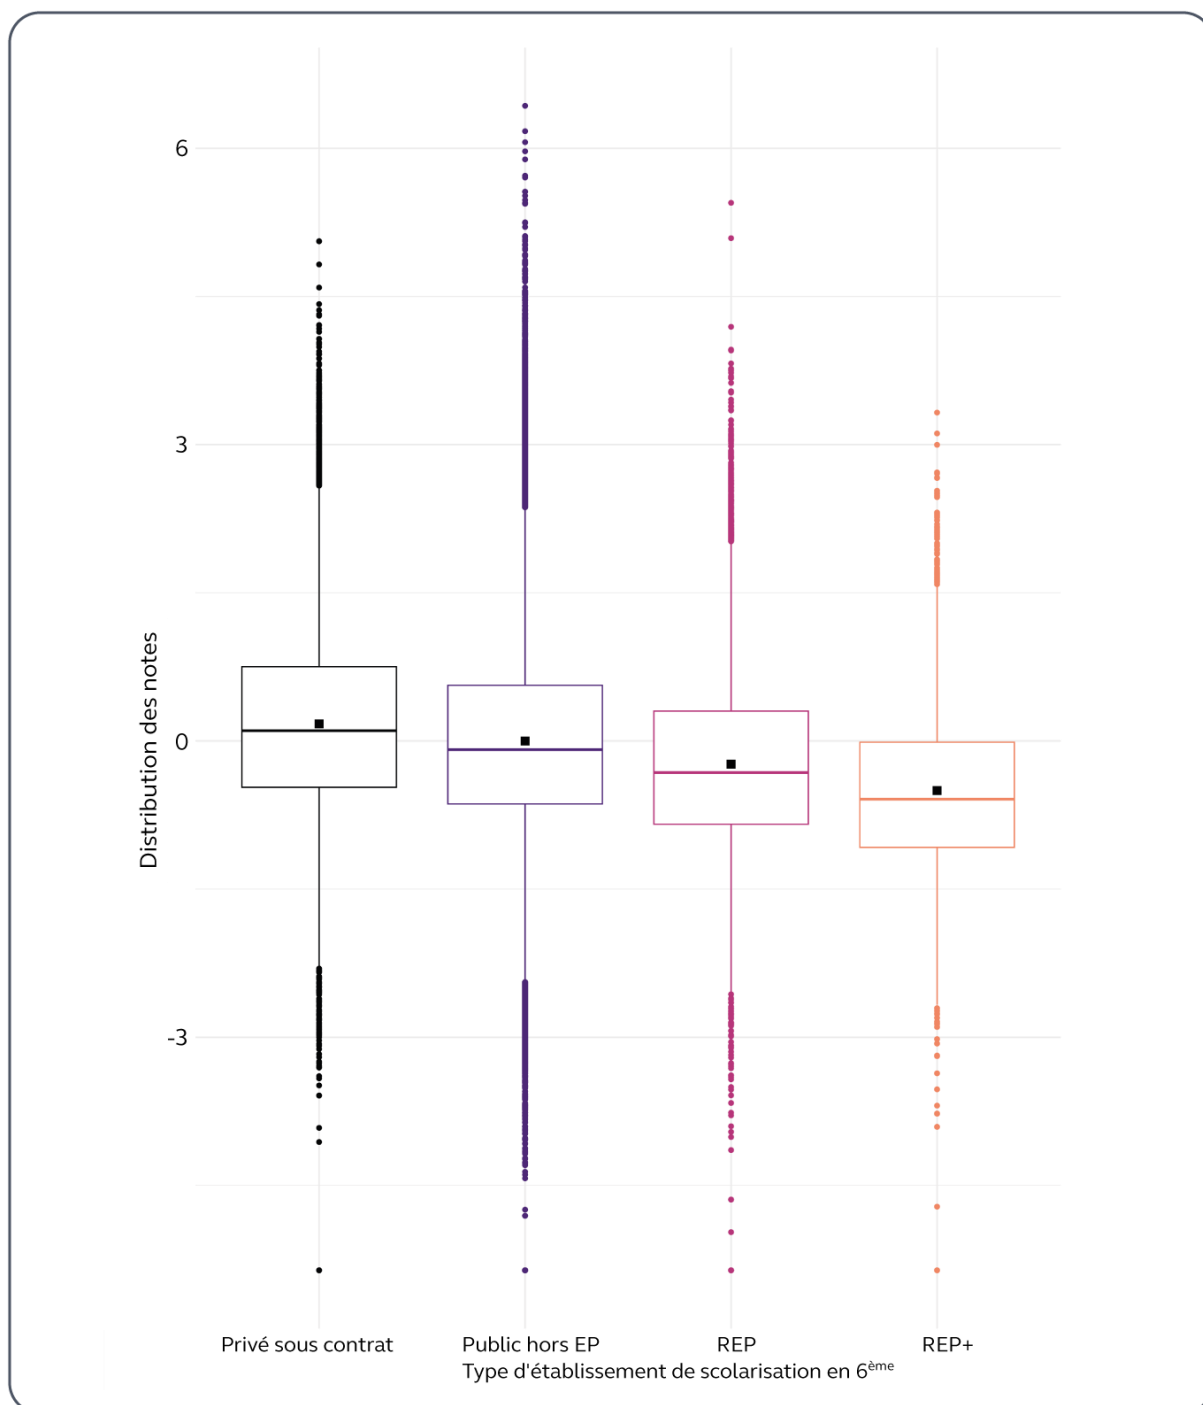 6
3
0
-3
Distribution des notes
Privé sous contrat
Public hors EP
REP
REP+
Type d'établissement de scolarisation en 6ème